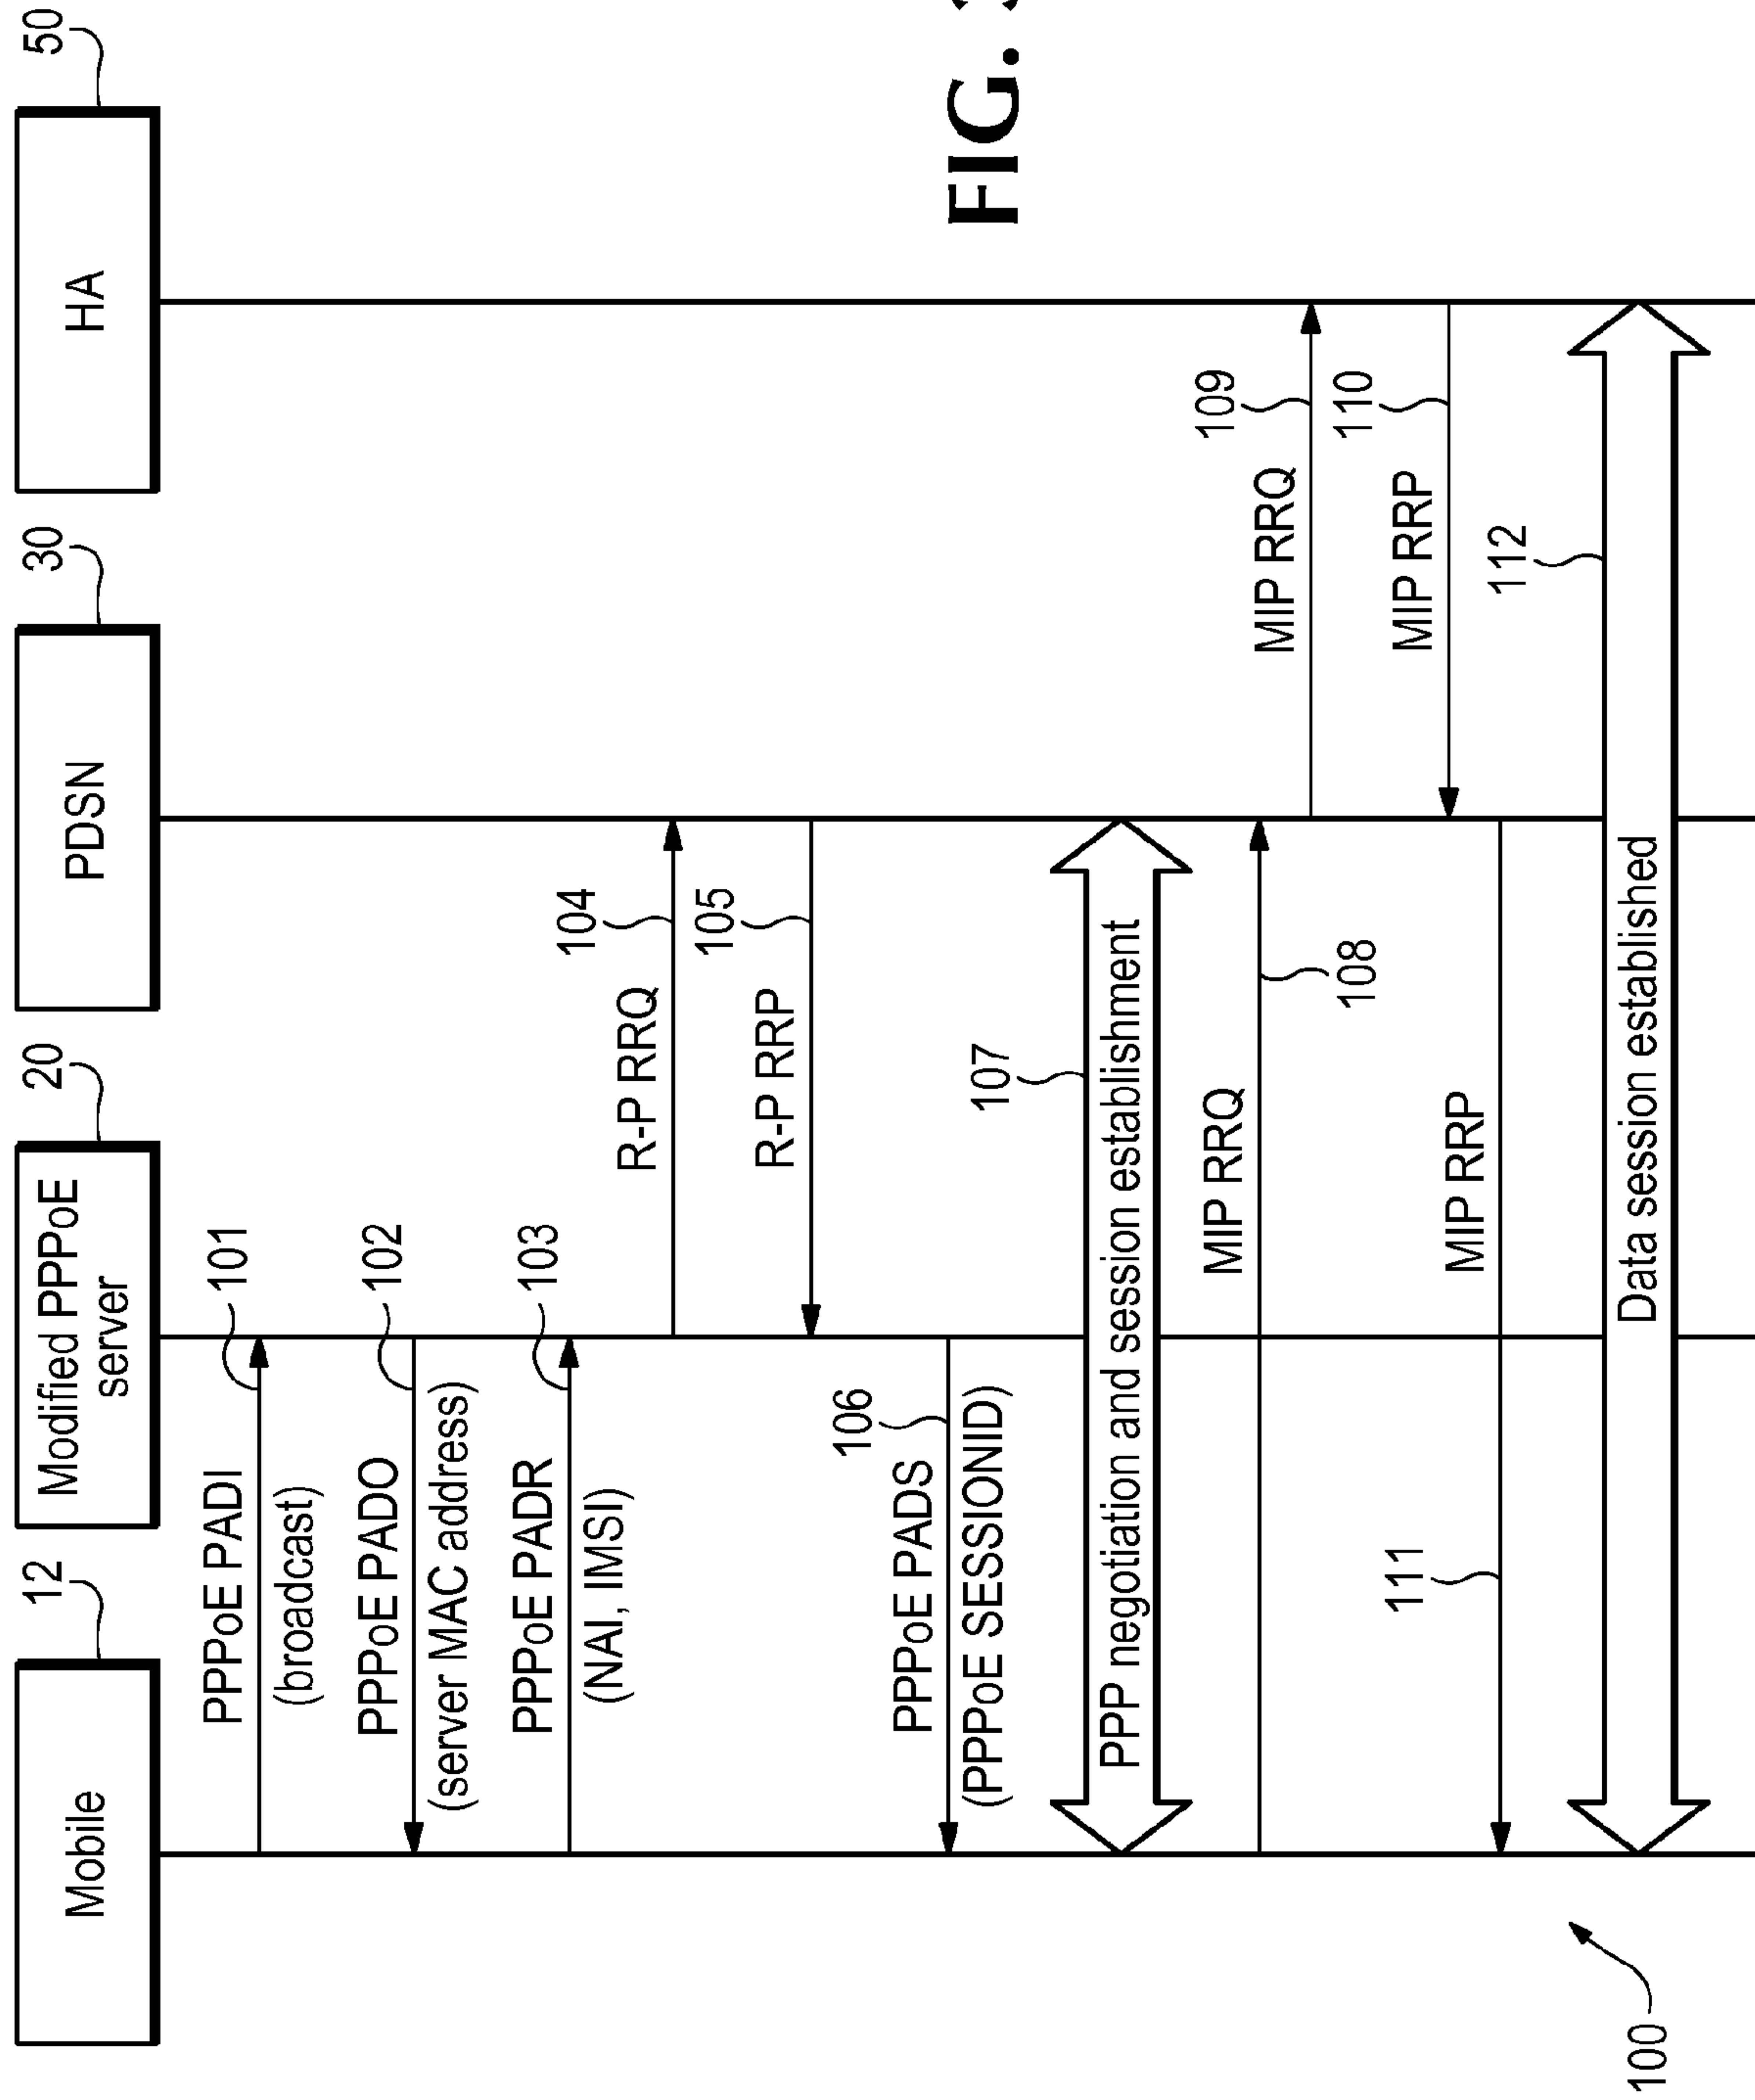 12
20
30
50
Mobile
Modified PPPoE
server
PDSN
HA
PPPoE PADI
101
(broadcast)
PPPoE PADO
102
(server MAC address)
PPPoE PADR
103
(NAI, IMSI)
104
R-P RRQ
105
R-P RRP
106
PPPoE PADS
(PPPoE SESSIONID)
107
PPP negotiation and session establishment
MIP RRQ
108
109
MIP RRQ
110
MIP RRP
111
MIP RRP
112
Data session established
100
FIG.